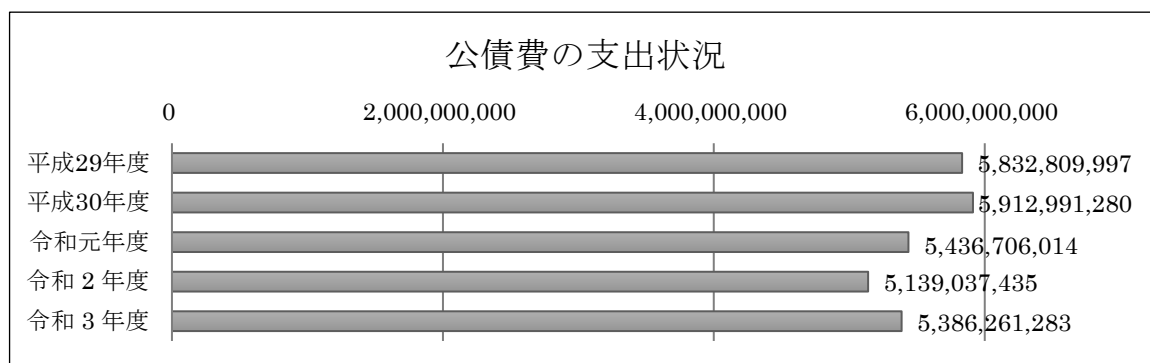 公債費の支出状況
0 2,000,000,000 4,000,000,000 6,000,000,000
平成29年度 5,832,809,997
平成30年度 5,912,991,280
令和元年度 5,436,706,014
令和２年度 5,139,037,435
令和３年度 5,386,261,283